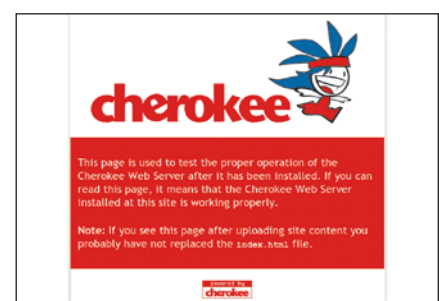 cherokee
This page is used to test the proper operation of the
Cherokee Web Server after it has been installed. If you can
read this page, it means that the Cherokee Web Server
installed at this site is working properly.
Note: If you see this page after uploading site content you
probably have not replaced the index.html file.
powered by
cherokee